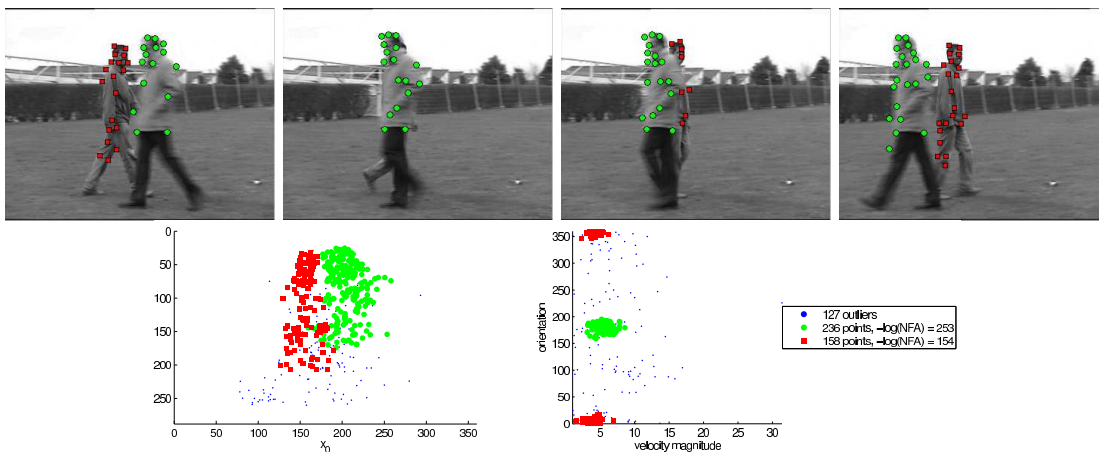 0
50
100
150
200
250
0 50 100 150 200 250 300 350
x0
orientation
350
300
250
200
150
100
50
0
5 10 15 20 25 30
velocity magnitude
127 outliers
236 points, −log(NFA) = 253
158 points, −log(NFA) = 154